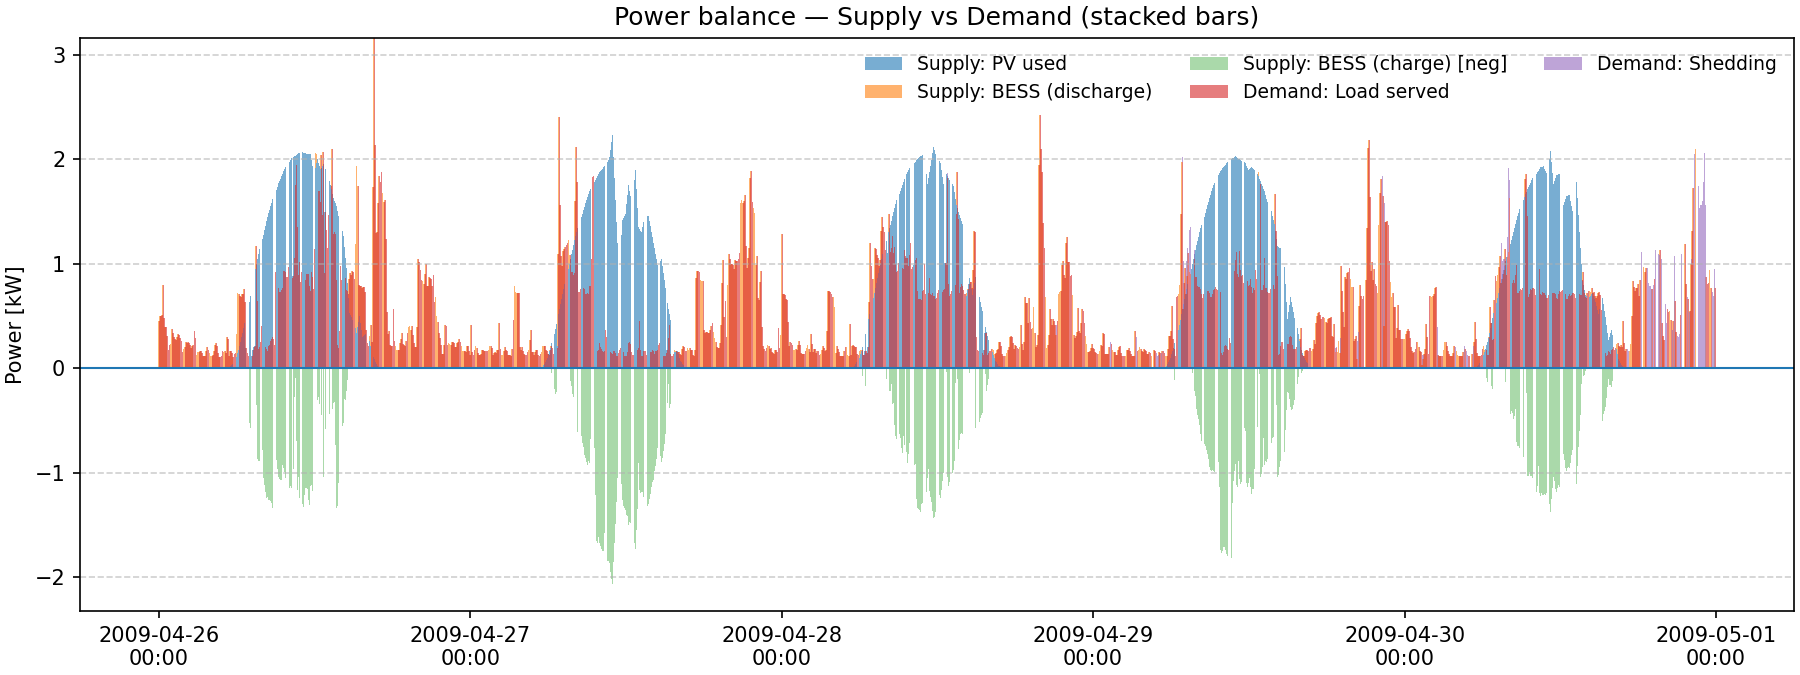 Power balance — Supply vs Demand (stacked bars)
Supply: PV used
Supply: BESS (discharge)
Supply: BESS (charge) [neg]
Demand: Load served
Demand: Shedding
Power [kW]
3
2
1
0
−1
−2
2009-04-26
00:00
2009-04-27
00:00
2009-04-28
00:00
2009-04-29
00:00
2009-04-30
00:00
2009-05-01
00:00